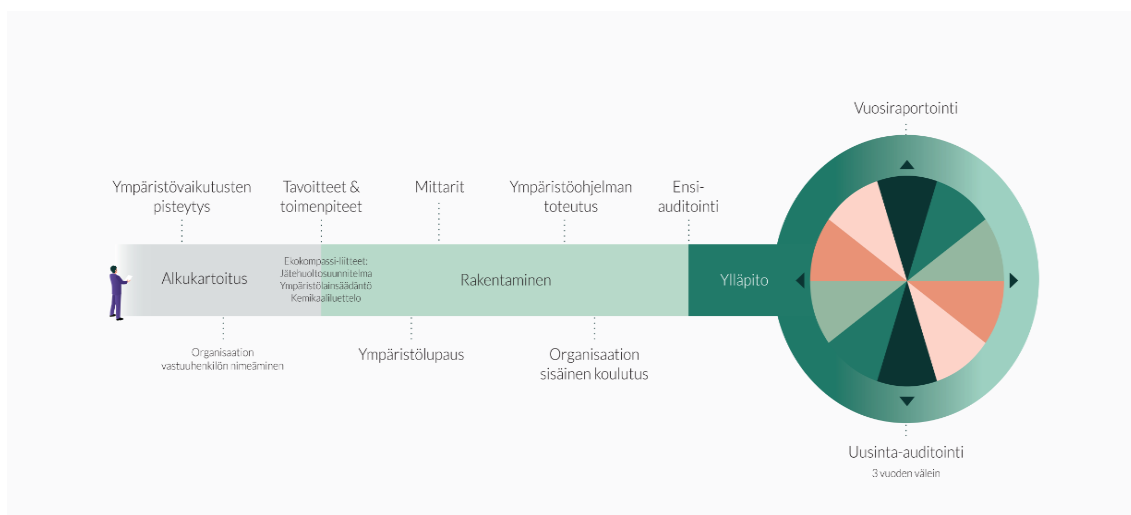 Vuosiraportointi
Ympäristövaikutusten
pisteytys
Tavoitteet &
toimenpiteet
Mittarit
Ympäristöohjelman
toteutus
Ensi-
auditointi
Alkukartoitus
Ekokompassi-liitteet:
Jätehuoltosuunnitelma
Ympäristölainsäädäntö
Kemikaaliluettelo
Rakentaminen
Ylläpito
Organisaation
vastuuhenkilön nimeäminen
Ympäristölupaus
Organisaation
sisäinen koulutus
Uusinta-auditointi
3 vuoden välein